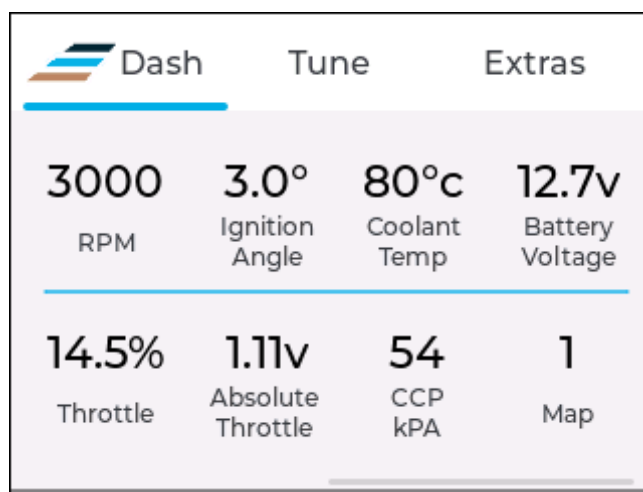 Dash Tune Extras
3000 3.0° 80°c 12.7v
RPM Ignition Angle Coolant Temp Battery Voltage
14.5% 1.11v 54 1
Throttle Absolute Throttle CCP kPA Map